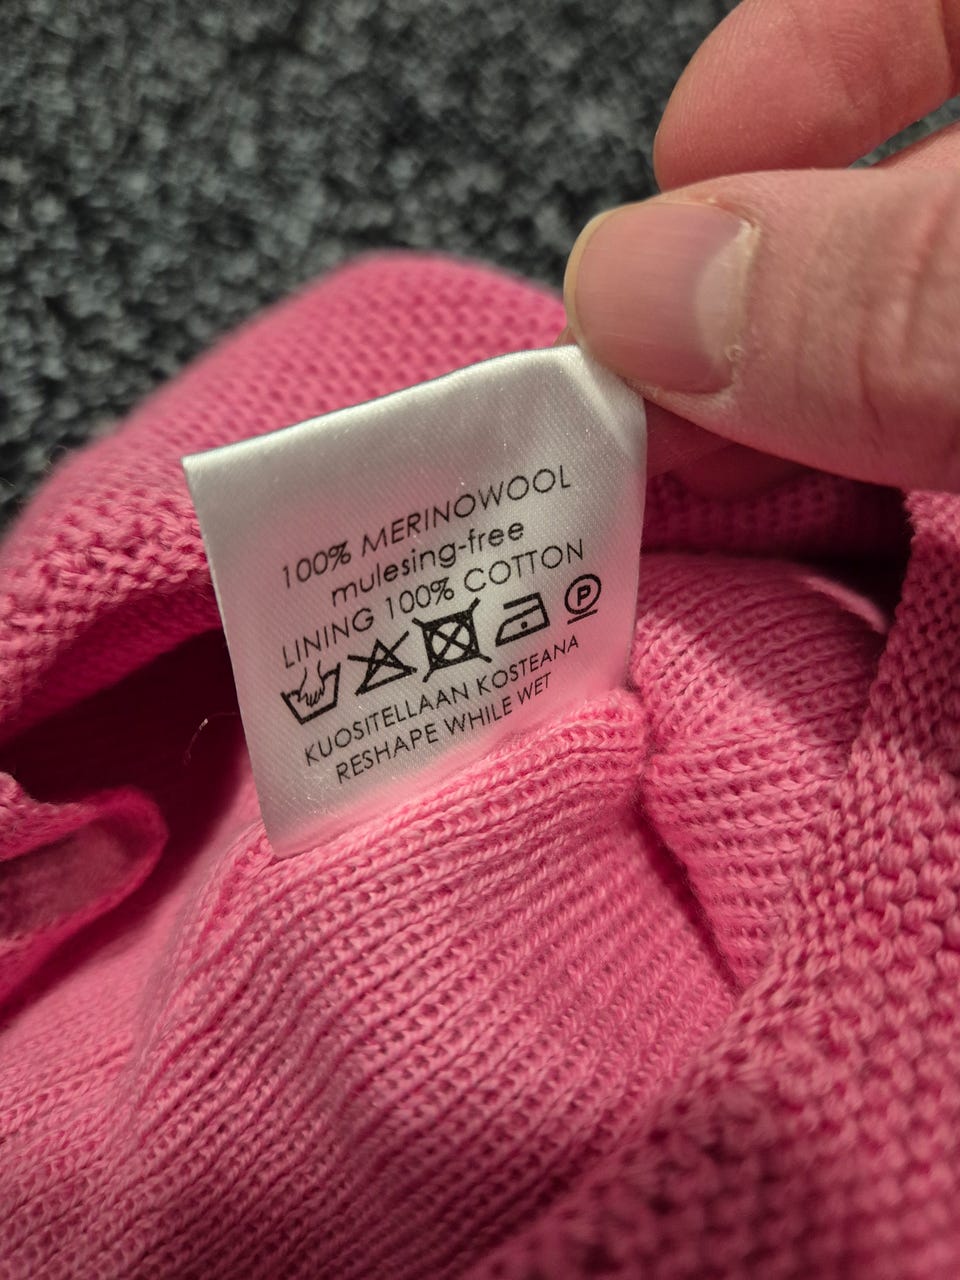 100% MERINOWOOL
mulesing-free
LINING 100% COTTON
P
KUOSITELLAAN KOSTEANA
RESHAPE WHILE WET